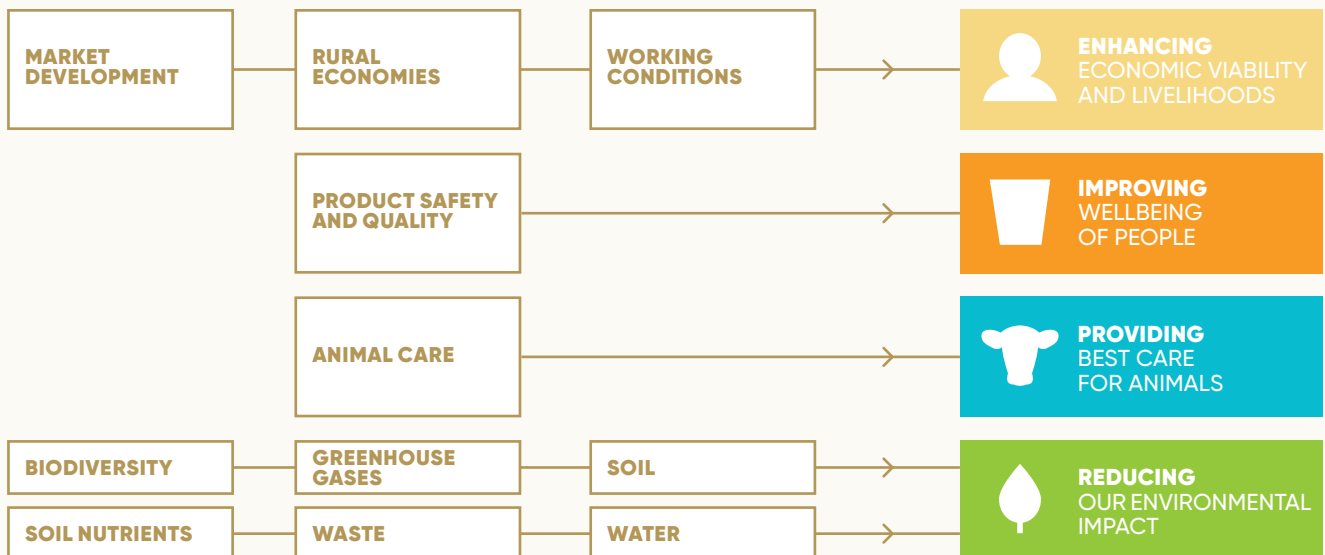 MARKET
DEVELOPMENT
RURAL
ECONOMIES
WORKING
CONDITIONS
ENHANCING
ECONOMIC VIABILITY
AND LIVELIHOODS
PRODUCT SAFETY
AND QUALITY
IMPROVING
WELLBEING
OF PEOPLE
ANIMAL CARE
PROVIDING
BEST CARE
FOR ANIMALS
BIODIVERSITY
GREENHOUSE
GASES
SOIL
SOIL NUTRIENTS
WASTE
WATER
REDUCING
OUR ENVIRONMENTAL
IMPACT